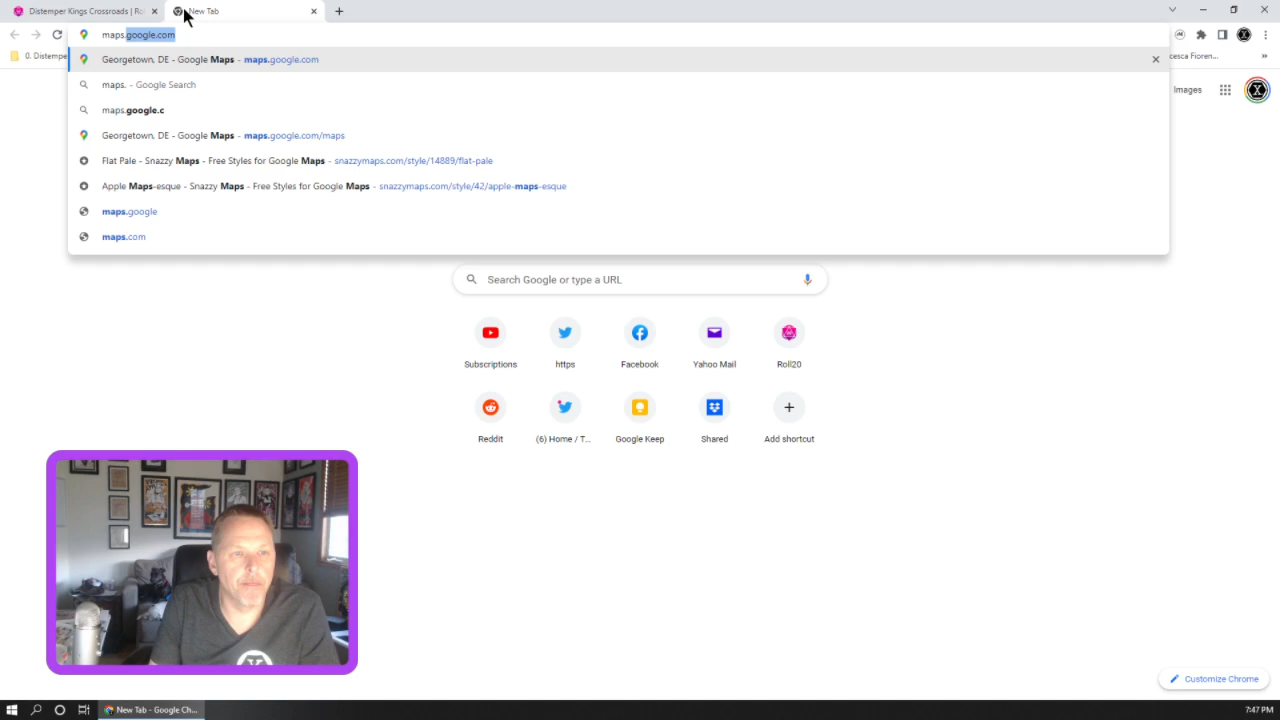 Distemper Kings Crossroads | Rol
New Tab
maps.google.com
0. Distempe
esca Fioren...
»
Georgetown, DE - Google Maps - maps.google.com
maps. - Google Search
maps.google.c
Georgetown, DE - Google Maps - maps.google.com/maps
Flat Pale - Snazzy Maps - Free Styles for Google Maps - snazzymaps.com/style/14889/flat-pale
Apple Maps-esque - Snazzy Maps - Free Styles for Google Maps - snazzymaps.com/style/42/apple-maps-esque
maps.google
maps.com
Images
Search Google or type a URL
Subscriptions
https
Facebook
Yahoo Mail
Roll20
Reddit
(6) Home / T...
Google Keep
Shared
Add shortcut
Customize Chrome
New Tab - Google Ch...
7:47 PM